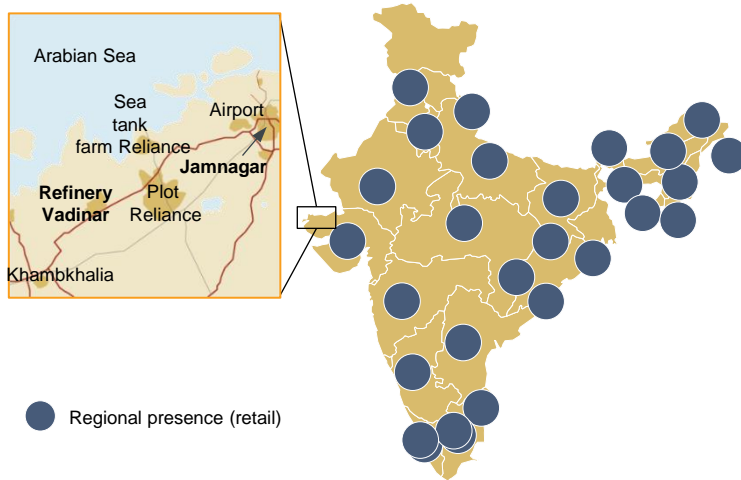 Arabian Sea
Sea
tank
farm Reliance
Airport
Jamnagar
Refinery
Vadinar
Plot
Reliance
Khambkhalia
Regional presence (retail)